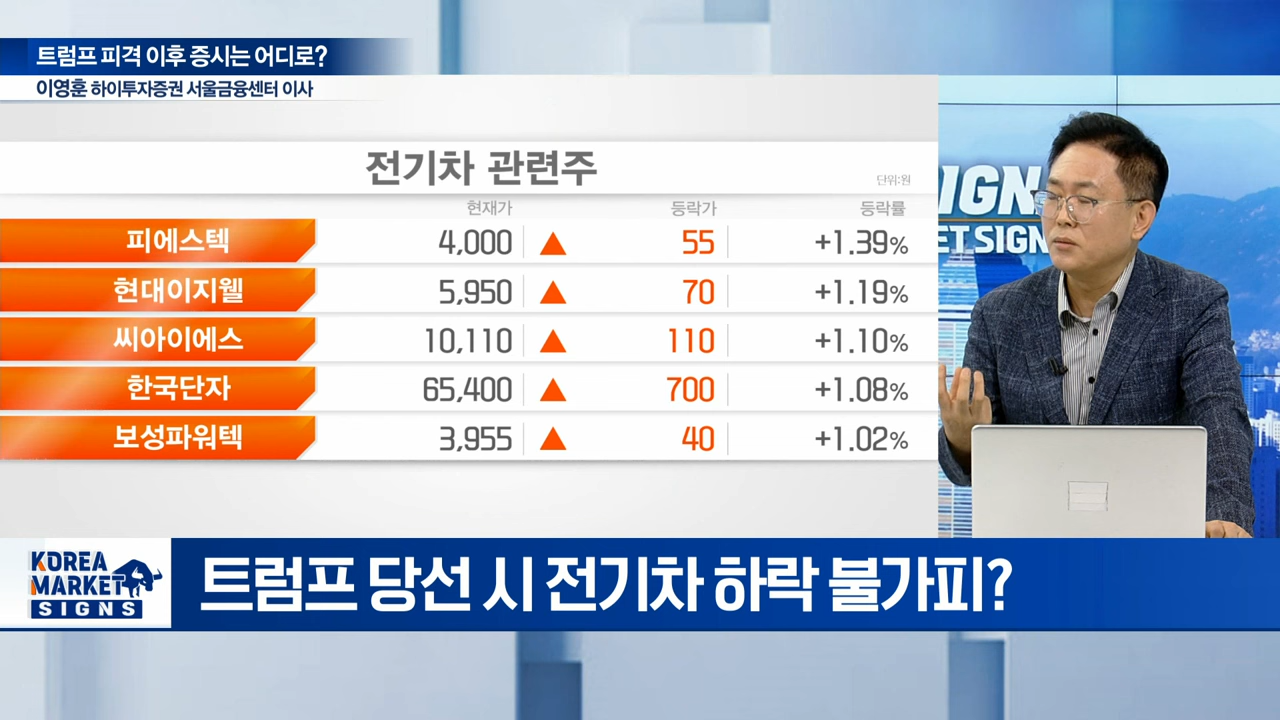 트럼프 피격 이후 증시는 어디로?
이영훈 하이투자증권 서울금융센터 이사
전기차 관련주
단위:원
현재가 등락가 등락률
피에스텍 4,000 ▲ 55 +1.39%
현대이지웰 5,950 ▲ 70 +1.19%
씨아이에스 10,110 ▲ 110 +1.10%
한국단자 65,400 ▲ 700 +1.08%
보성파워텍 3,955 ▲ 40 +1.02%
IGN
ET SIGN
KOREA
MARKET
SIGNS
트럼프 당선 시 전기차 하락 불가피?